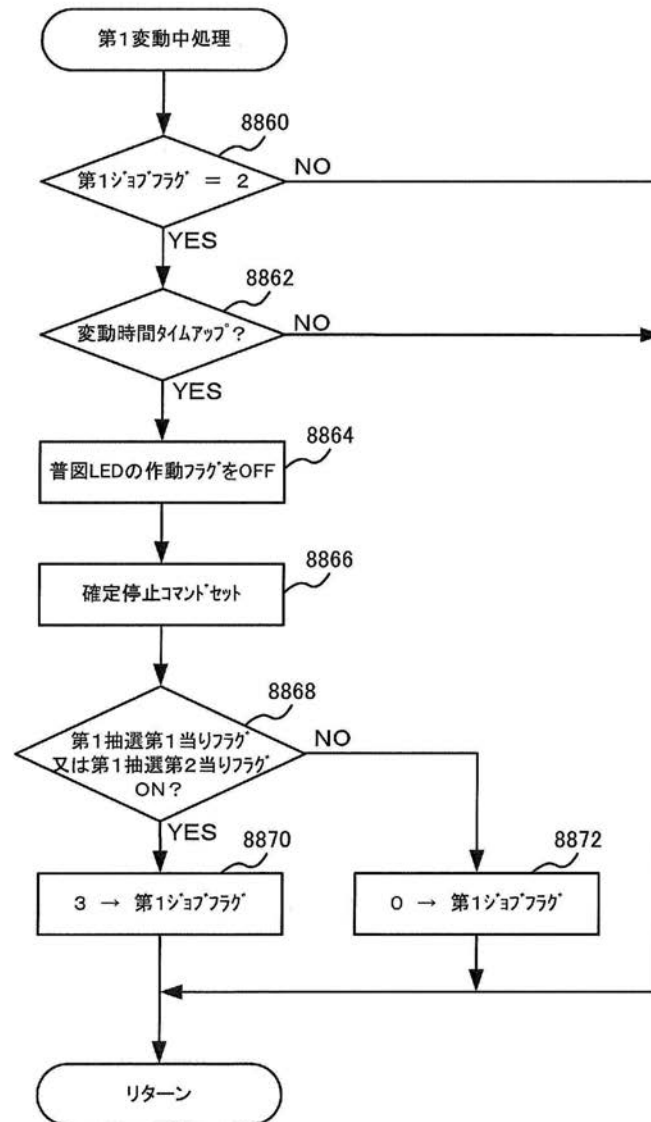 第1変動中処理
8860
第1ｼﾞｮﾌﾞﾌﾗｸﾞ ＝ 2
NO
YES
8862
変動時間ﾀｲﾑｱｯﾌﾟ？
NO
YES
8864
普図LEDの作動ﾌﾗｸﾞをOFF
8866
確定停止ｺﾏﾝﾄﾞｾｯﾄ
8868
第1抽選第1当りﾌﾗｸﾞ
又は第1抽選第2当りﾌﾗｸﾞ
ON？
NO
YES
8870
3 → 第1ｼﾞｮﾌﾞﾌﾗｸﾞ
8872
0 → 第1ｼﾞｮﾌﾞﾌﾗｸﾞ
リターン